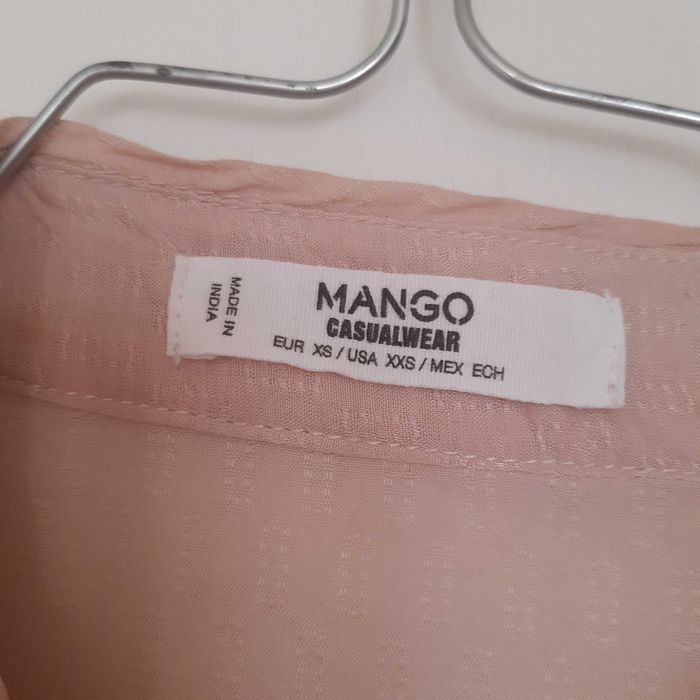 MADE IN
INDIA
MANGO
CASUALWEAR
EUR XS / USA XXS / MEX ECH